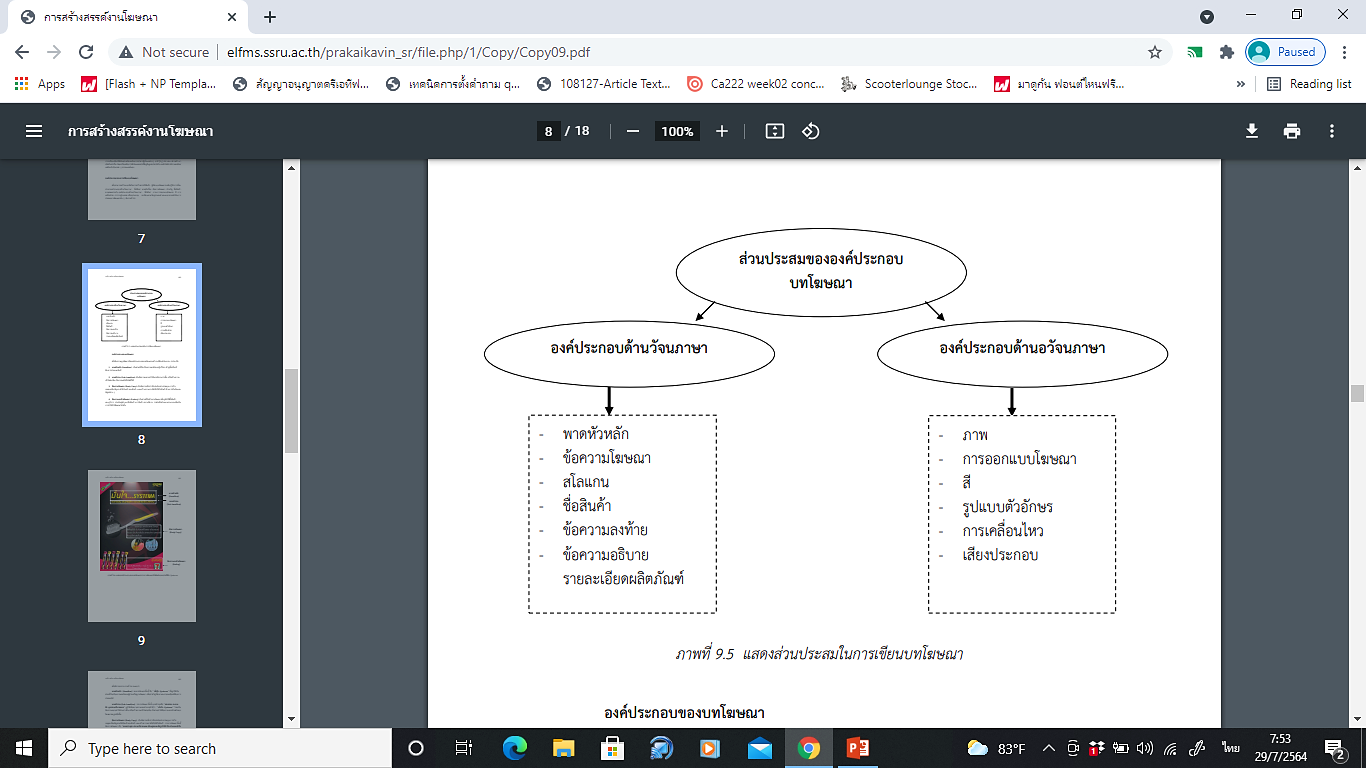 การสร้างสรรค์งานโฆษณา
Not secure
elfms.ssru.ac.th/prakaikavin_sr/file.php/1/Copy/Copy09.pdf
Paused
Apps
[Flash + NP Templa...
สัญญาอนุญาตครีเอทีฟ...
เทคนิคการตั้งคำถาม q...
108127-Article Text...
Ca222 week02 conc...
Scooterlounge Stoc...
มาดูกัน ฟอนต์ไหนฟรี...
»
Reading list
การสร้างสรรค์งานโฆษณา
8 / 18
100%
7
8
9
ส่วนประสมขององค์ประกอบ
บทโฆษณา
องค์ประกอบด้านวัจนภาษา
องค์ประกอบด้านอวัจนภาษา
- พาดหัวหลัก
- ข้อความโฆษณา
- สโลแกน
- ชื่อสินค้า
- ข้อความลงท้าย
- ข้อความอธิบาย
รายละเอียดผลิตภัณฑ์
- ภาพ
- การออกแบบโฆษณา
- สี
- รูปแบบตัวอักษร
- การเคลื่อนไหว
- เสียงประกอบ
ภาพที่ 9.5 แสดงส่วนประสมในการเขียนบทโฆษณา
องค์ประกอบของบทโฆษณา
Type here to search
83°F
ไทย
7:53
29/7/2564
2